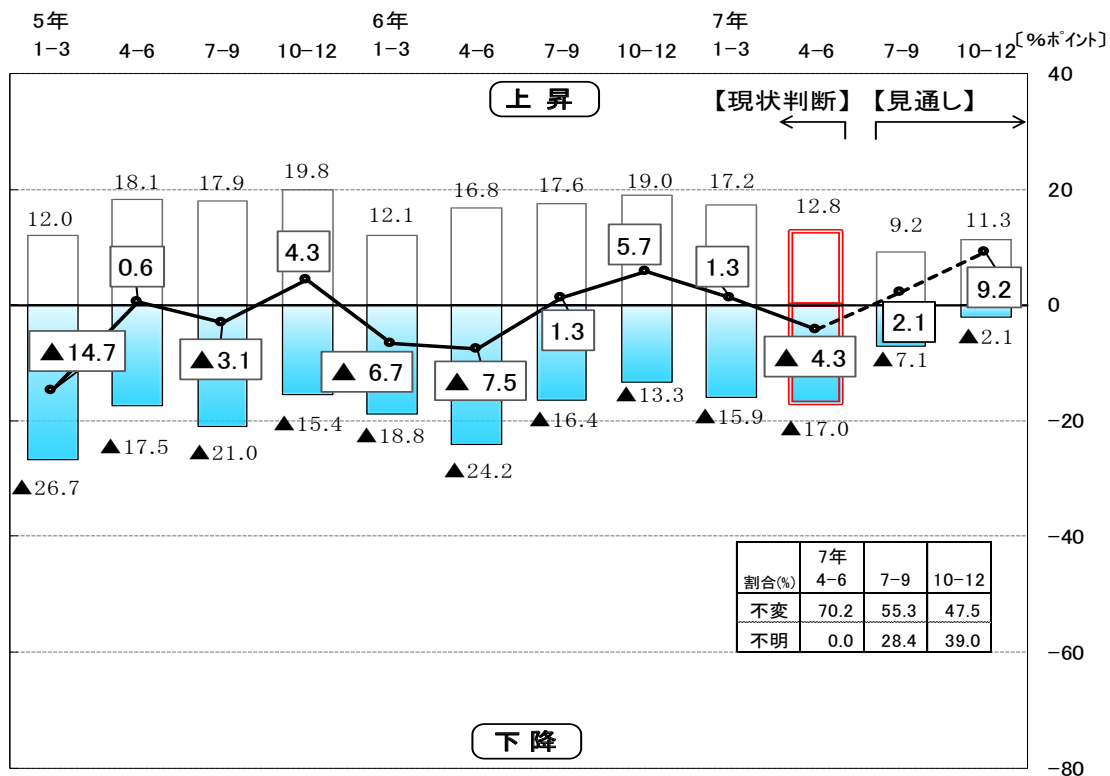 5年 6年 7年
1-3 4-6 7-9 10-12 1-3 4-6 7-9 10-12 1-3 4-6 7-9 10-12 〔%ポイント〕
40
上 昇
【現状判断】 【見通し】
20
12.0 18.1 17.9 19.8 12.1 16.8 17.6 19.0 17.2 12.8 9.2 11.3
0
▲14.7 0.6 ▲3.1 4.3 ▲ 6.7 ▲ 7.5 1.3 5.7 1.3 ▲ 4.3 2.1 9.2
▲26.7 ▲17.5 ▲21.0 ▲15.4 ▲18.8 ▲24.2 ▲16.4 ▲13.3 ▲15.9 ▲17.0 ▲7.1 ▲2.1
-20
-40
7年
割合(%) 4-6 7-9 10-12
不変 70.2 55.3 47.5
不明 0.0 28.4 39.0
-60
下 降
-80